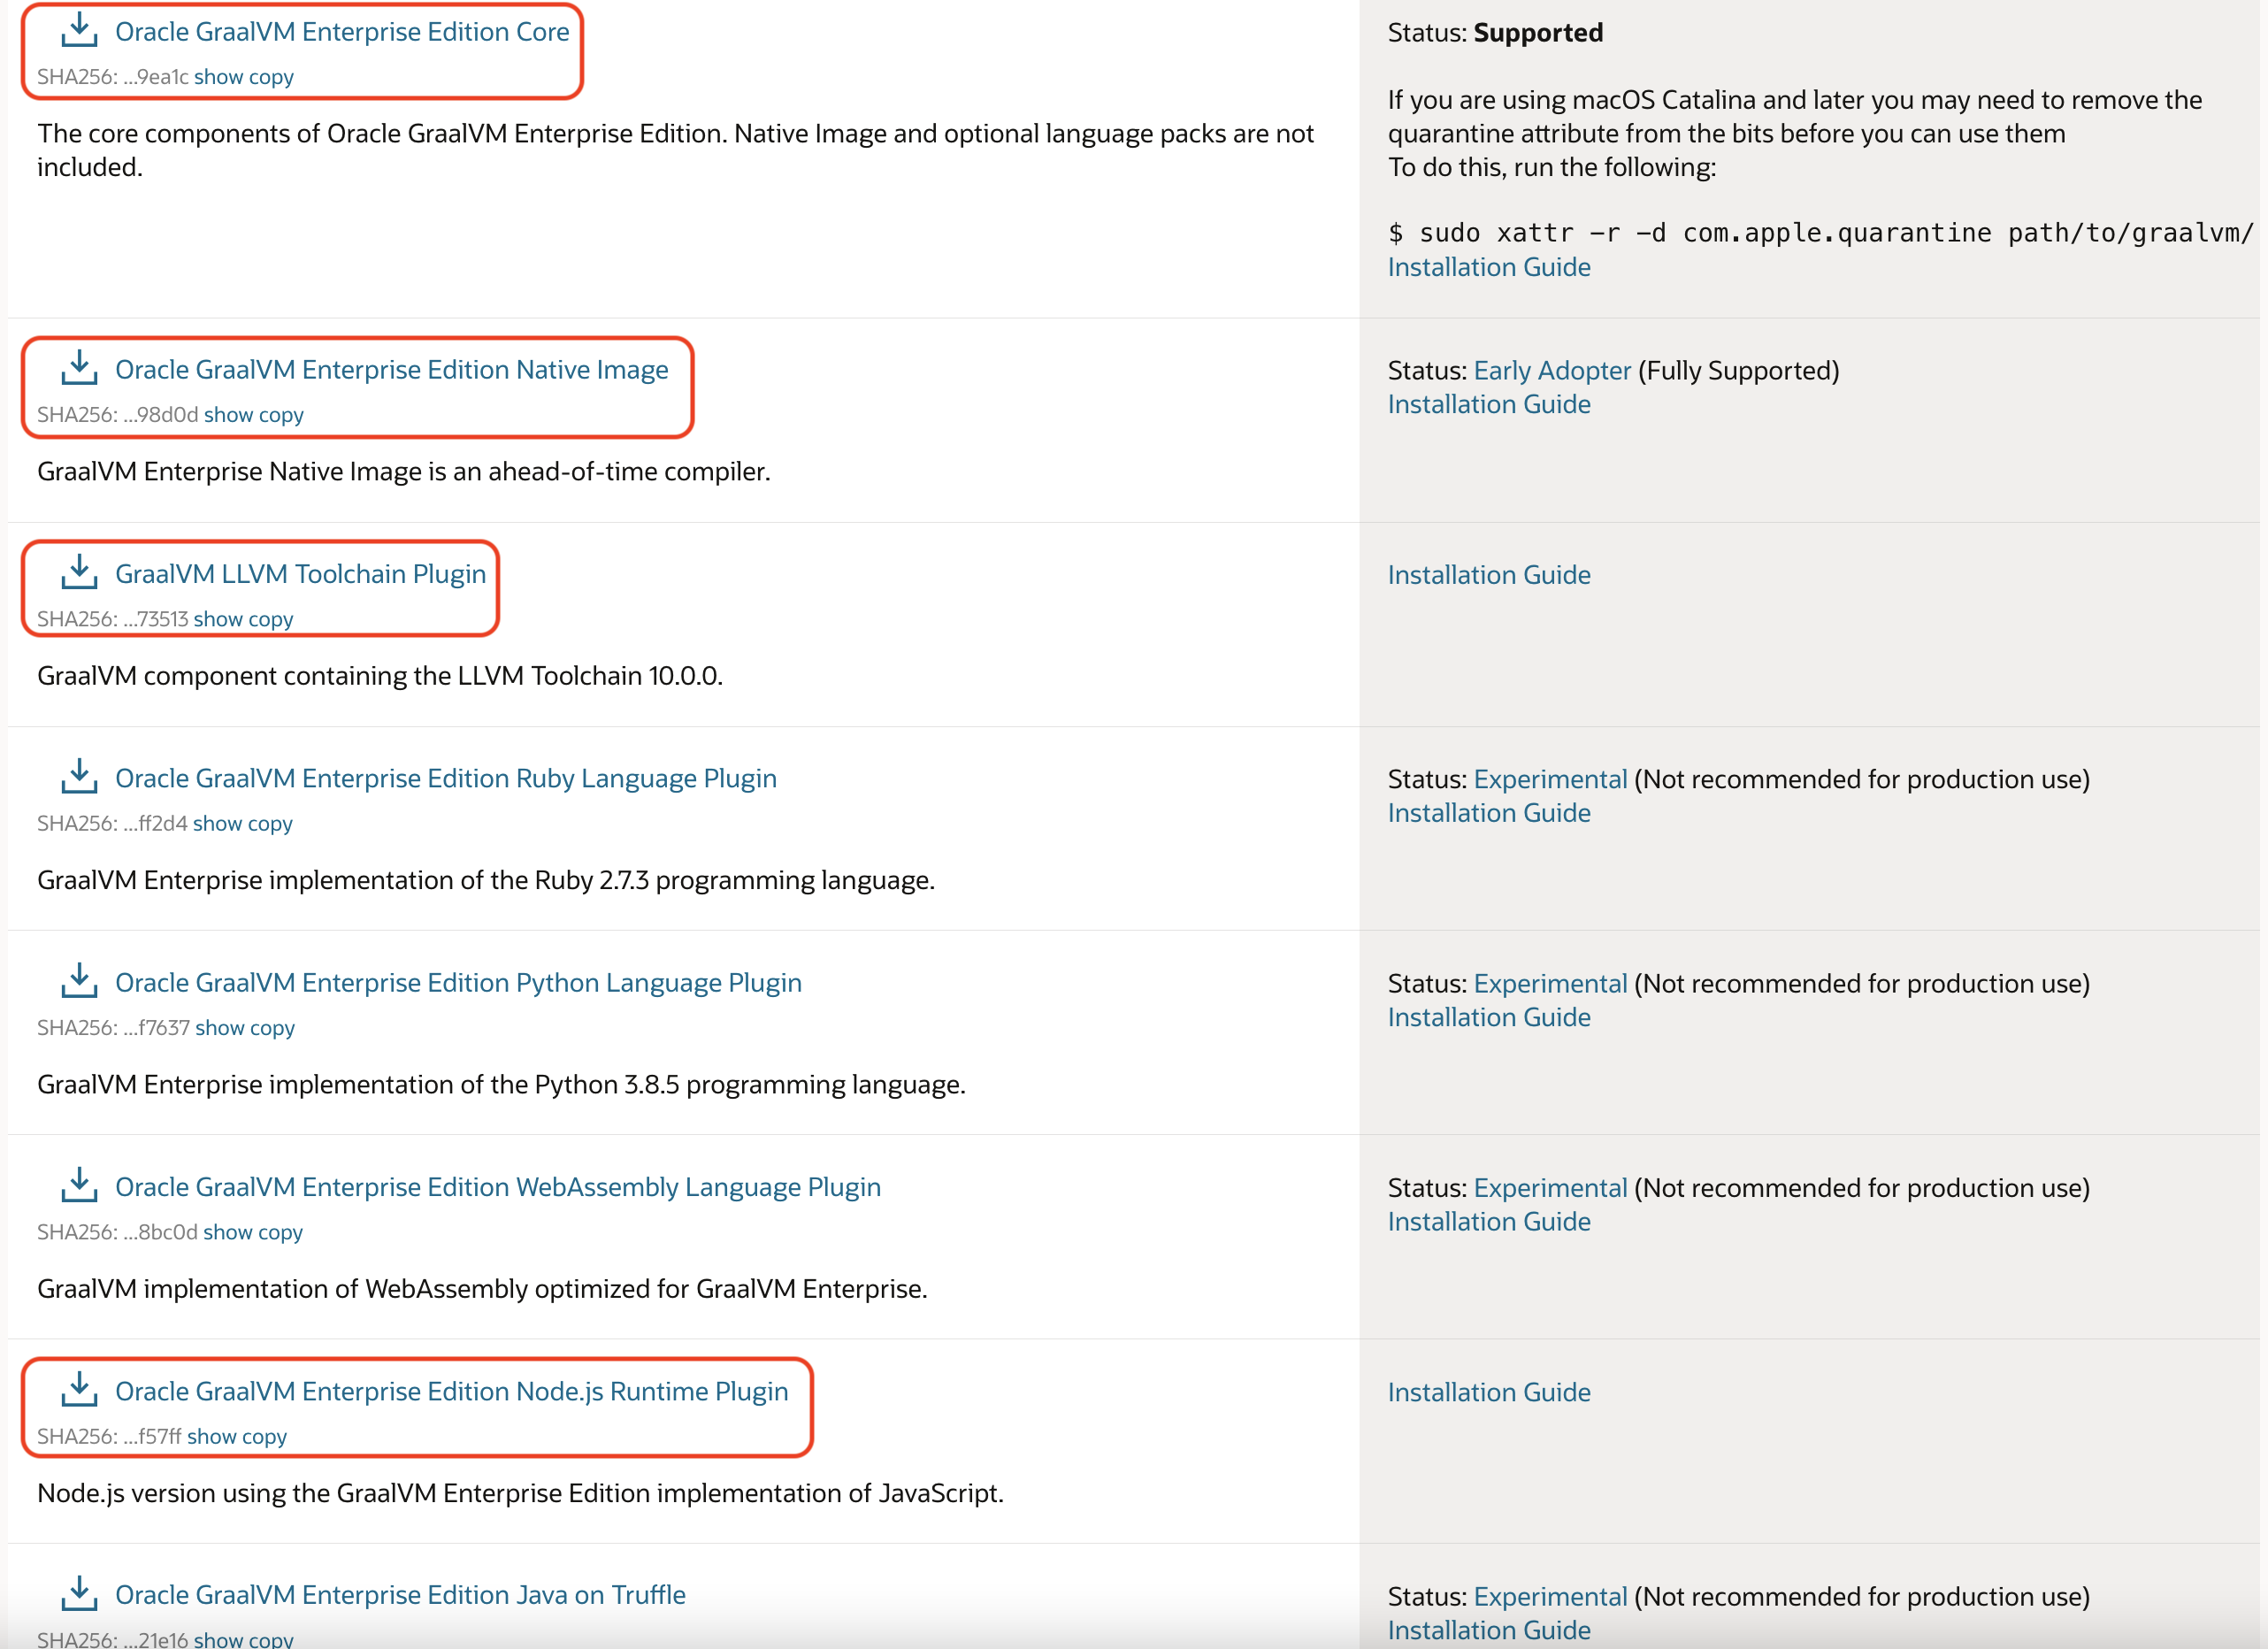 Oracle GraalVM Enterprise Edition Core
SHA256: ...9ea1c show copy
The core components of Oracle GraalVM Enterprise Edition. Native Image and optional language packs are not
included.
Status: Supported
If you are using macOS Catalina and later you may need to remove the
quarantine attribute from the bits before you can use them
To do this, run the following:
$ sudo xattr -r -d com.apple.quarantine path/to/graalvm/
Installation Guide
Oracle GraalVM Enterprise Edition Native Image
SHA256: ...98d0d show copy
GraalVM Enterprise Native Image is an ahead-of-time compiler.
Status: Early Adopter (Fully Supported)
Installation Guide
GraalVM LLVM Toolchain Plugin
SHA256: ...73513 show copy
GraalVM component containing the LLVM Toolchain 10.0.0.
Installation Guide
Oracle GraalVM Enterprise Edition Ruby Language Plugin
SHA256: ...ff2d4 show copy
GraalVM Enterprise implementation of the Ruby 2.7.3 programming language.
Status: Experimental (Not recommended for production use)
Installation Guide
Oracle GraalVM Enterprise Edition Python Language Plugin
SHA256: ...f7637 show copy
GraalVM Enterprise implementation of the Python 3.8.5 programming language.
Status: Experimental (Not recommended for production use)
Installation Guide
Oracle GraalVM Enterprise Edition WebAssembly Language Plugin
SHA256: ...8bc0d show copy
GraalVM implementation of WebAssembly optimized for GraalVM Enterprise.
Status: Experimental (Not recommended for production use)
Installation Guide
Oracle GraalVM Enterprise Edition Node.js Runtime Plugin
SHA256: ...f57ff show copy
Node.js version using the GraalVM Enterprise Edition implementation of JavaScript.
Installation Guide
Oracle GraalVM Enterprise Edition Java on Truffle
SHA256: ...21e16 show copy
Status: Experimental (Not recommended for production use)
Installation Guide